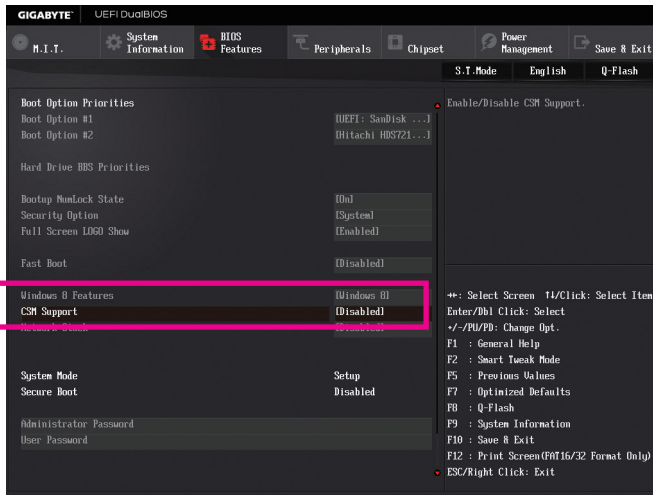 GIGABYTE™ UEFI DualBIOS
M.I.T. System Information BIOS Features Peripherals Chipset Power Management Save & Exit
S.T.Mode English Q-Flash
Boot Option Priorities
Boot Option #1 [UEFI: SanDisk ...]
Boot Option #2 [Hitachi HDS721...]
Hard Drive BBS Priorities
Bootup NumLock State [On]
Security Option [System]
Full Screen LOGO Show [Enabled]
Fast Boot [Disabled]
Windows 8 Features [Windows 8]
CSM Support [Disabled]
Network Stack [Disabled]
System Mode Setup
Secure Boot Disabled
Administrator Password
User Password
Enable/Disable CSM Support.
→←: Select Screen ↑↓/Click: Select Item
Enter/Dbl Click: Select
+/-/PU/PD: Change Opt.
F1 : General Help
F2 : Smart Tweak Mode
F5 : Previous Values
F7 : Optimized Defaults
F8 : Q-Flash
F9 : System Information
F10 : Save & Exit
F12 : Print Screen(FAT16/32 Format Only)
ESC/Right Click: Exit